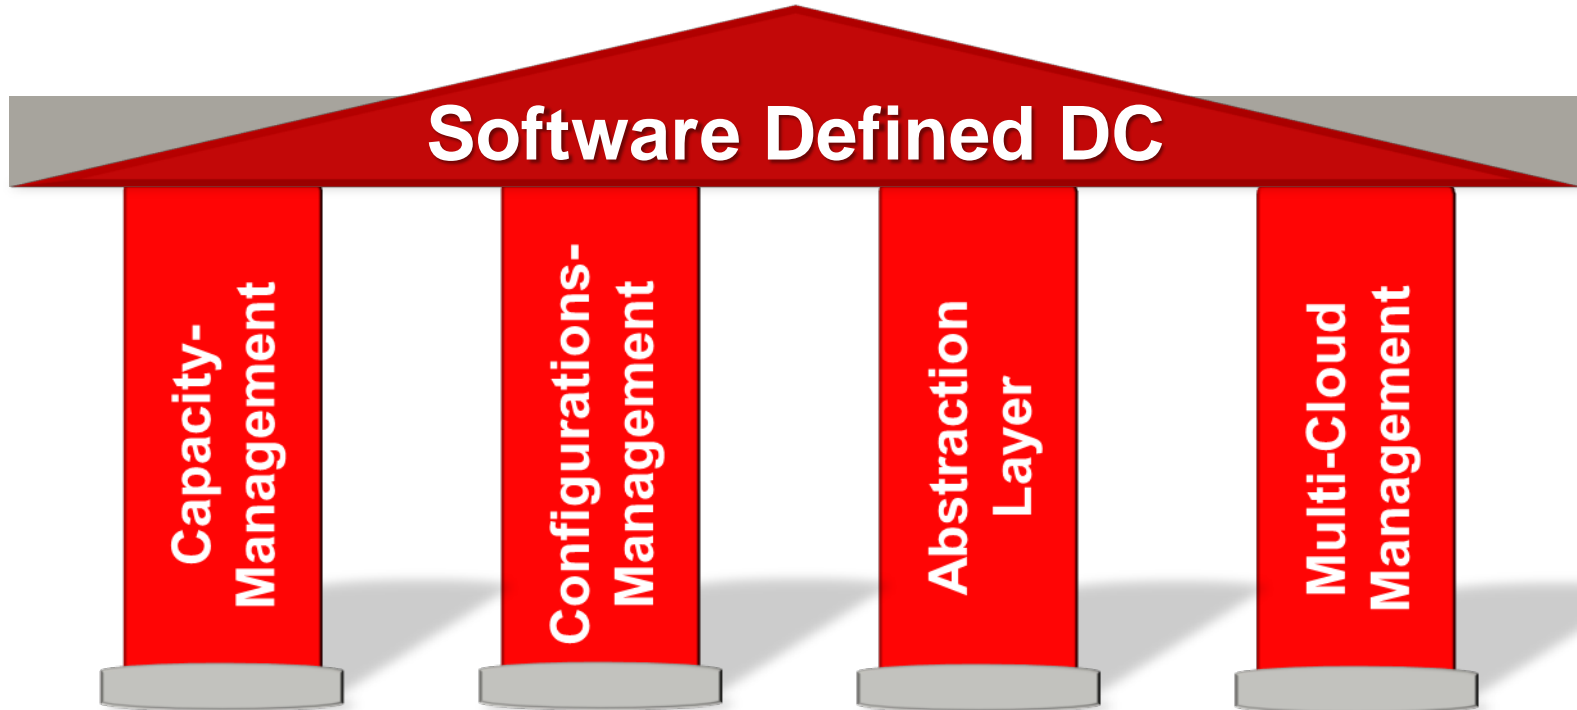 Software Defined DC
Capacity-
Management
Configurations-
Management
Abstraction
Layer
Multi-Cloud
Management